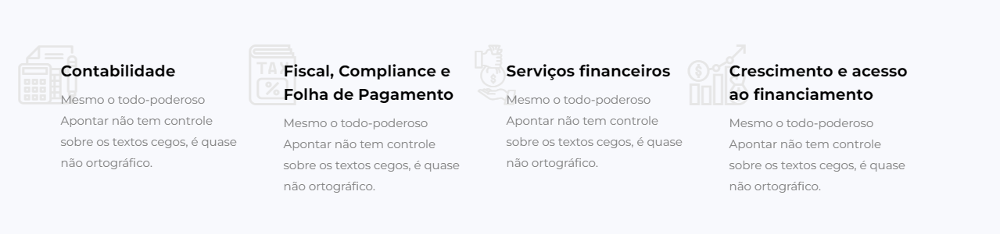 Contabilidade
Mesmo o todo-poderoso
Apontar não tem controle
sobre os textos cegos, é quase
não ortográfico.
TAX
%
Fiscal, Compliance e
Folha de Pagamento
Mesmo o todo-poderoso
Apontar não tem controle
sobre os textos cegos, é quase
não ortográfico.
$
Serviços financeiros
Mesmo o todo-poderoso
Apontar não tem controle
sobre os textos cegos, é quase
não ortográfico.
$
Crescimento e acesso
ao financiamento
Mesmo o todo-poderoso
Apontar não tem controle
sobre os textos cegos, é quase
não ortográfico.